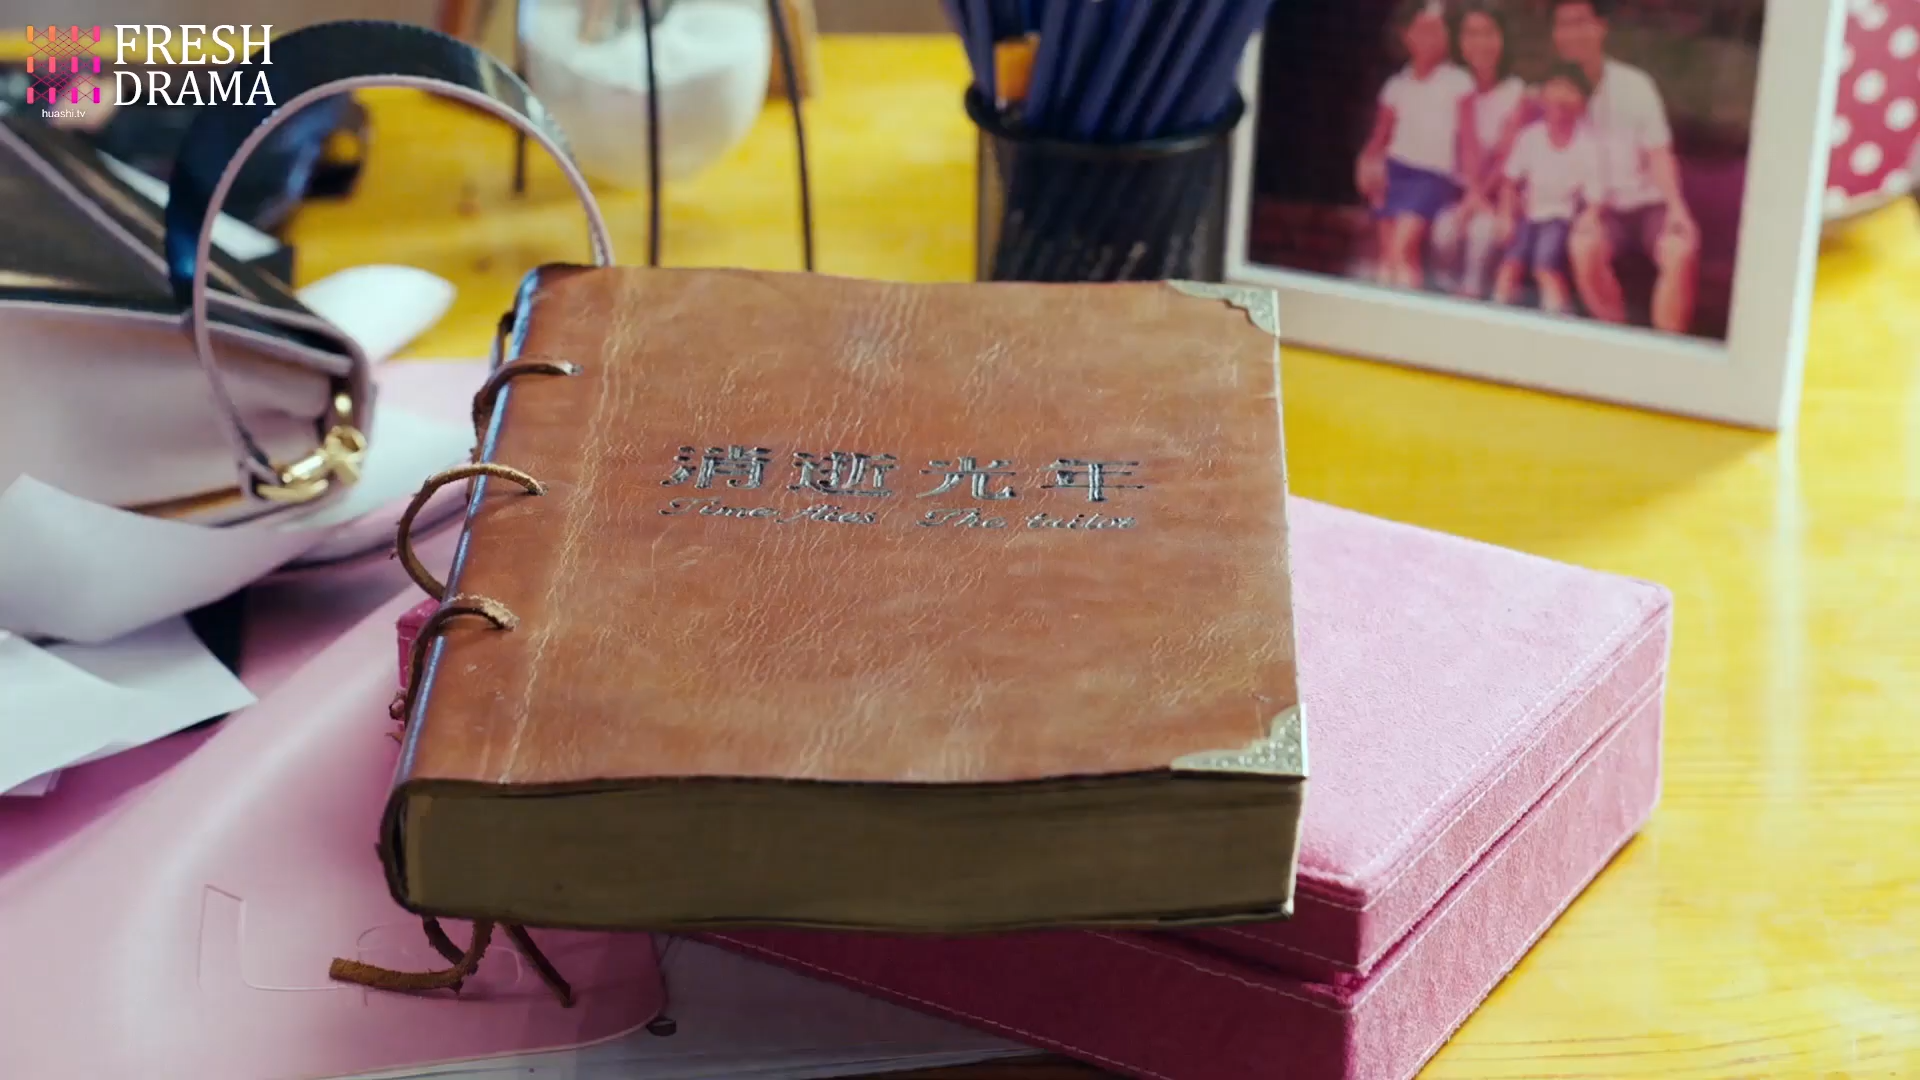 FRESH
DRAMA
huashi.tv
消逝光年
Time flies The tailor